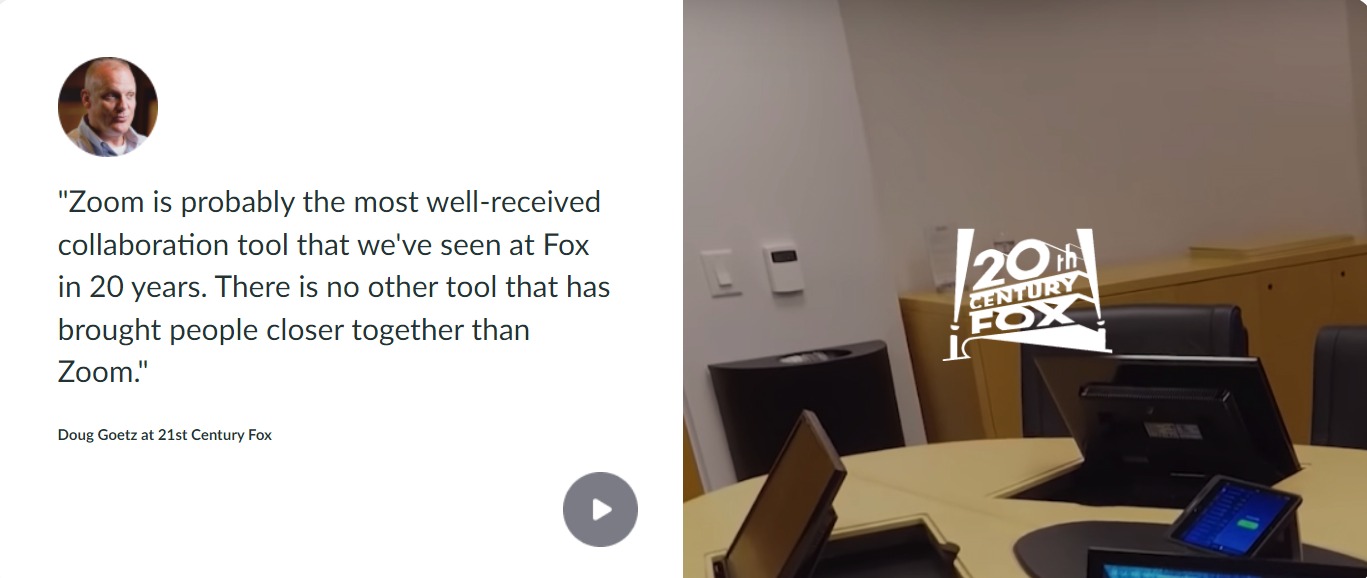 "Zoom is probably the most well-received
collaboration tool that we've seen at Fox
in 20 years. There is no other tool that has
brought people closer together than
Zoom."
Doug Goetz at 21st Century Fox
20th
CENTURY
FOX